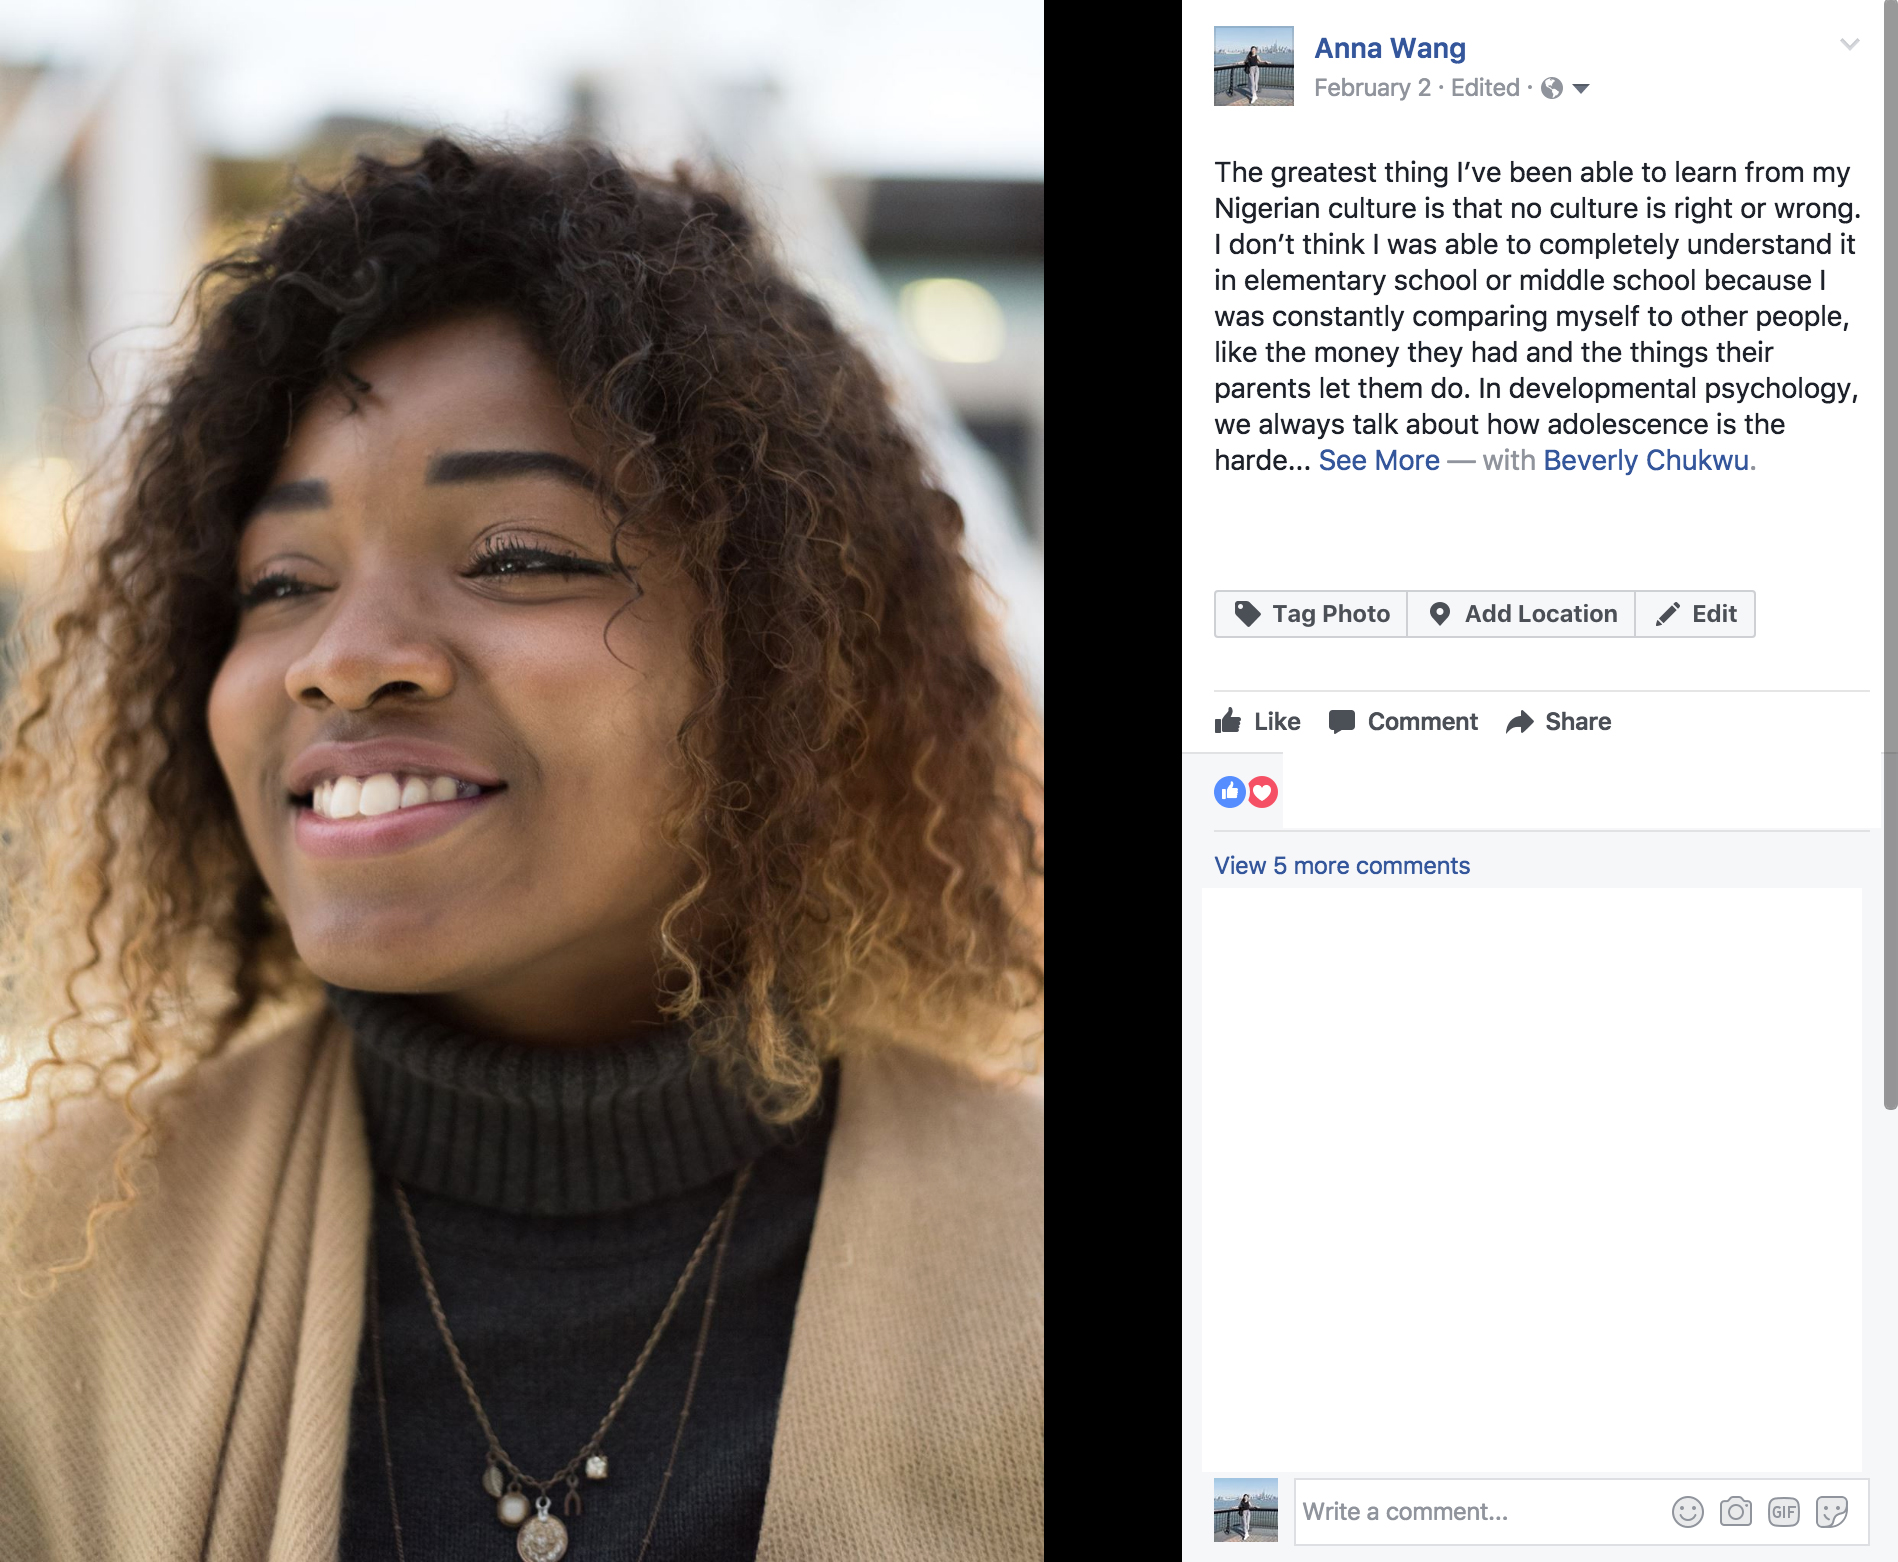 Anna Wang
February 2 · Edited ·
The greatest thing I’ve been able to learn from my
Nigerian culture is that no culture is right or wrong.
I don’t think I was able to completely understand it
in elementary school or middle school because I
was constantly comparing myself to other people,
like the money they had and the things their
parents let them do. In developmental psychology,
we always talk about how adolescence is the
harde... See More — with Beverly Chukwu.
Tag Photo Add Location Edit
Like Comment Share
View 5 more comments
Write a comment... GIF